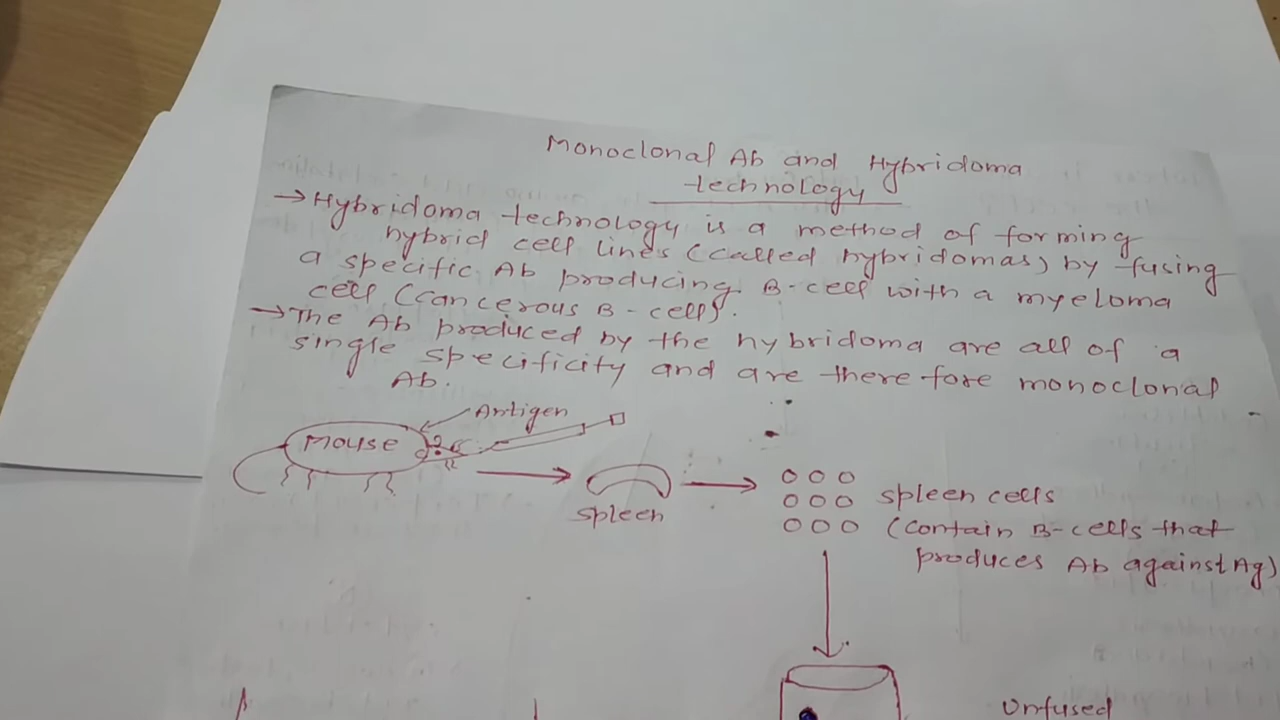 Monoclonal Ab and Hybridoma
technology
→Hybridoma technology is a method of forming
hybrid cell lines (called hybridomas) by fusing
a specific Ab producing B-cell with a myeloma
cell (cancerous B-cell).
→The Ab produced by the hybridoma are all of a
single specificity and are therefore monoclonal
Ab.
Antigen
Mouse
Spleen
spleen cells
(contain B-cells that
produces Ab against Ag)
Unfused